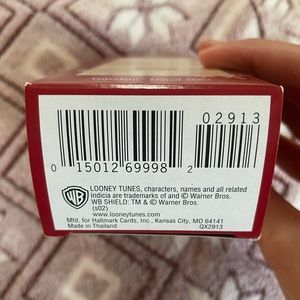 02913
0 15012 69998 2
WB
LOONEY TUNES, characters, names and all related
indicia are trademarks of and © Warner Bros.
WB SHIELD: TM & © Warner Bros.
(s02)
www.looneytunes.com
Mfd. for Hallmark Cards, Inc., Kansas City, MO 64141
Made in Thailand QX2913